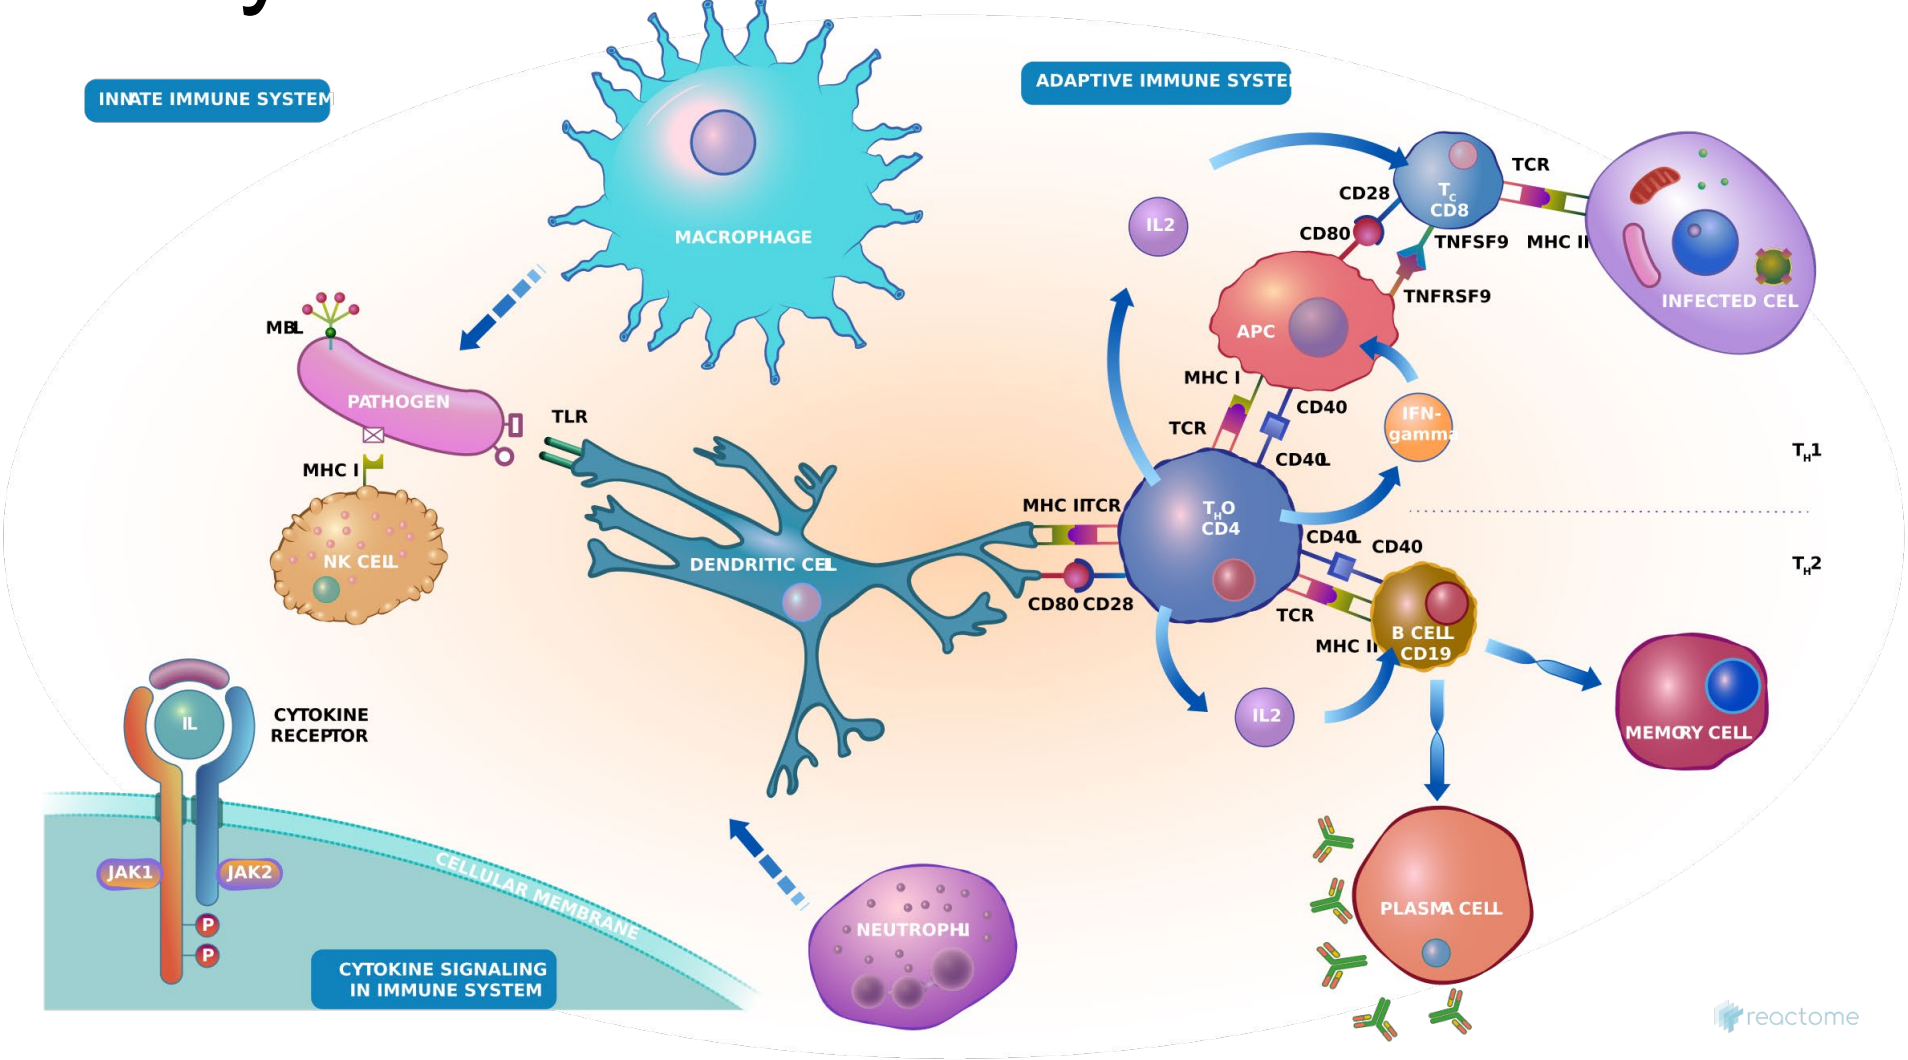 INNATE IMMUNE SYSTEM
ADAPTIVE IMMUNE SYSTEM
MACROPHAGE
MBL
PATHOGEN
TLR
MHC I
NK CELL
DENDRITIC CELL
MHC II
TCR
CD80
CD28
IL2
CD28
CD80
TC
CD8
TCR
MHC II
TNFSF9
TNFRSF9
INFECTED CEL
APC
MHC I
CD40
TCR
CD40L
IFN-
gamma
THO
CD4
CD40L
CD40
TCR
MHC II
B CELL
CD19
IL2
TH1
TH2
MEMORY CELL
PLASMA CELL
NEUTROPHI
IL
CYTOKINE
RECEPTOR
JAK1
JAK2
P
P
CELLULAR MEMBRANE
CYTOKINE SIGNALING
IN IMMUNE SYSTEM
reactome